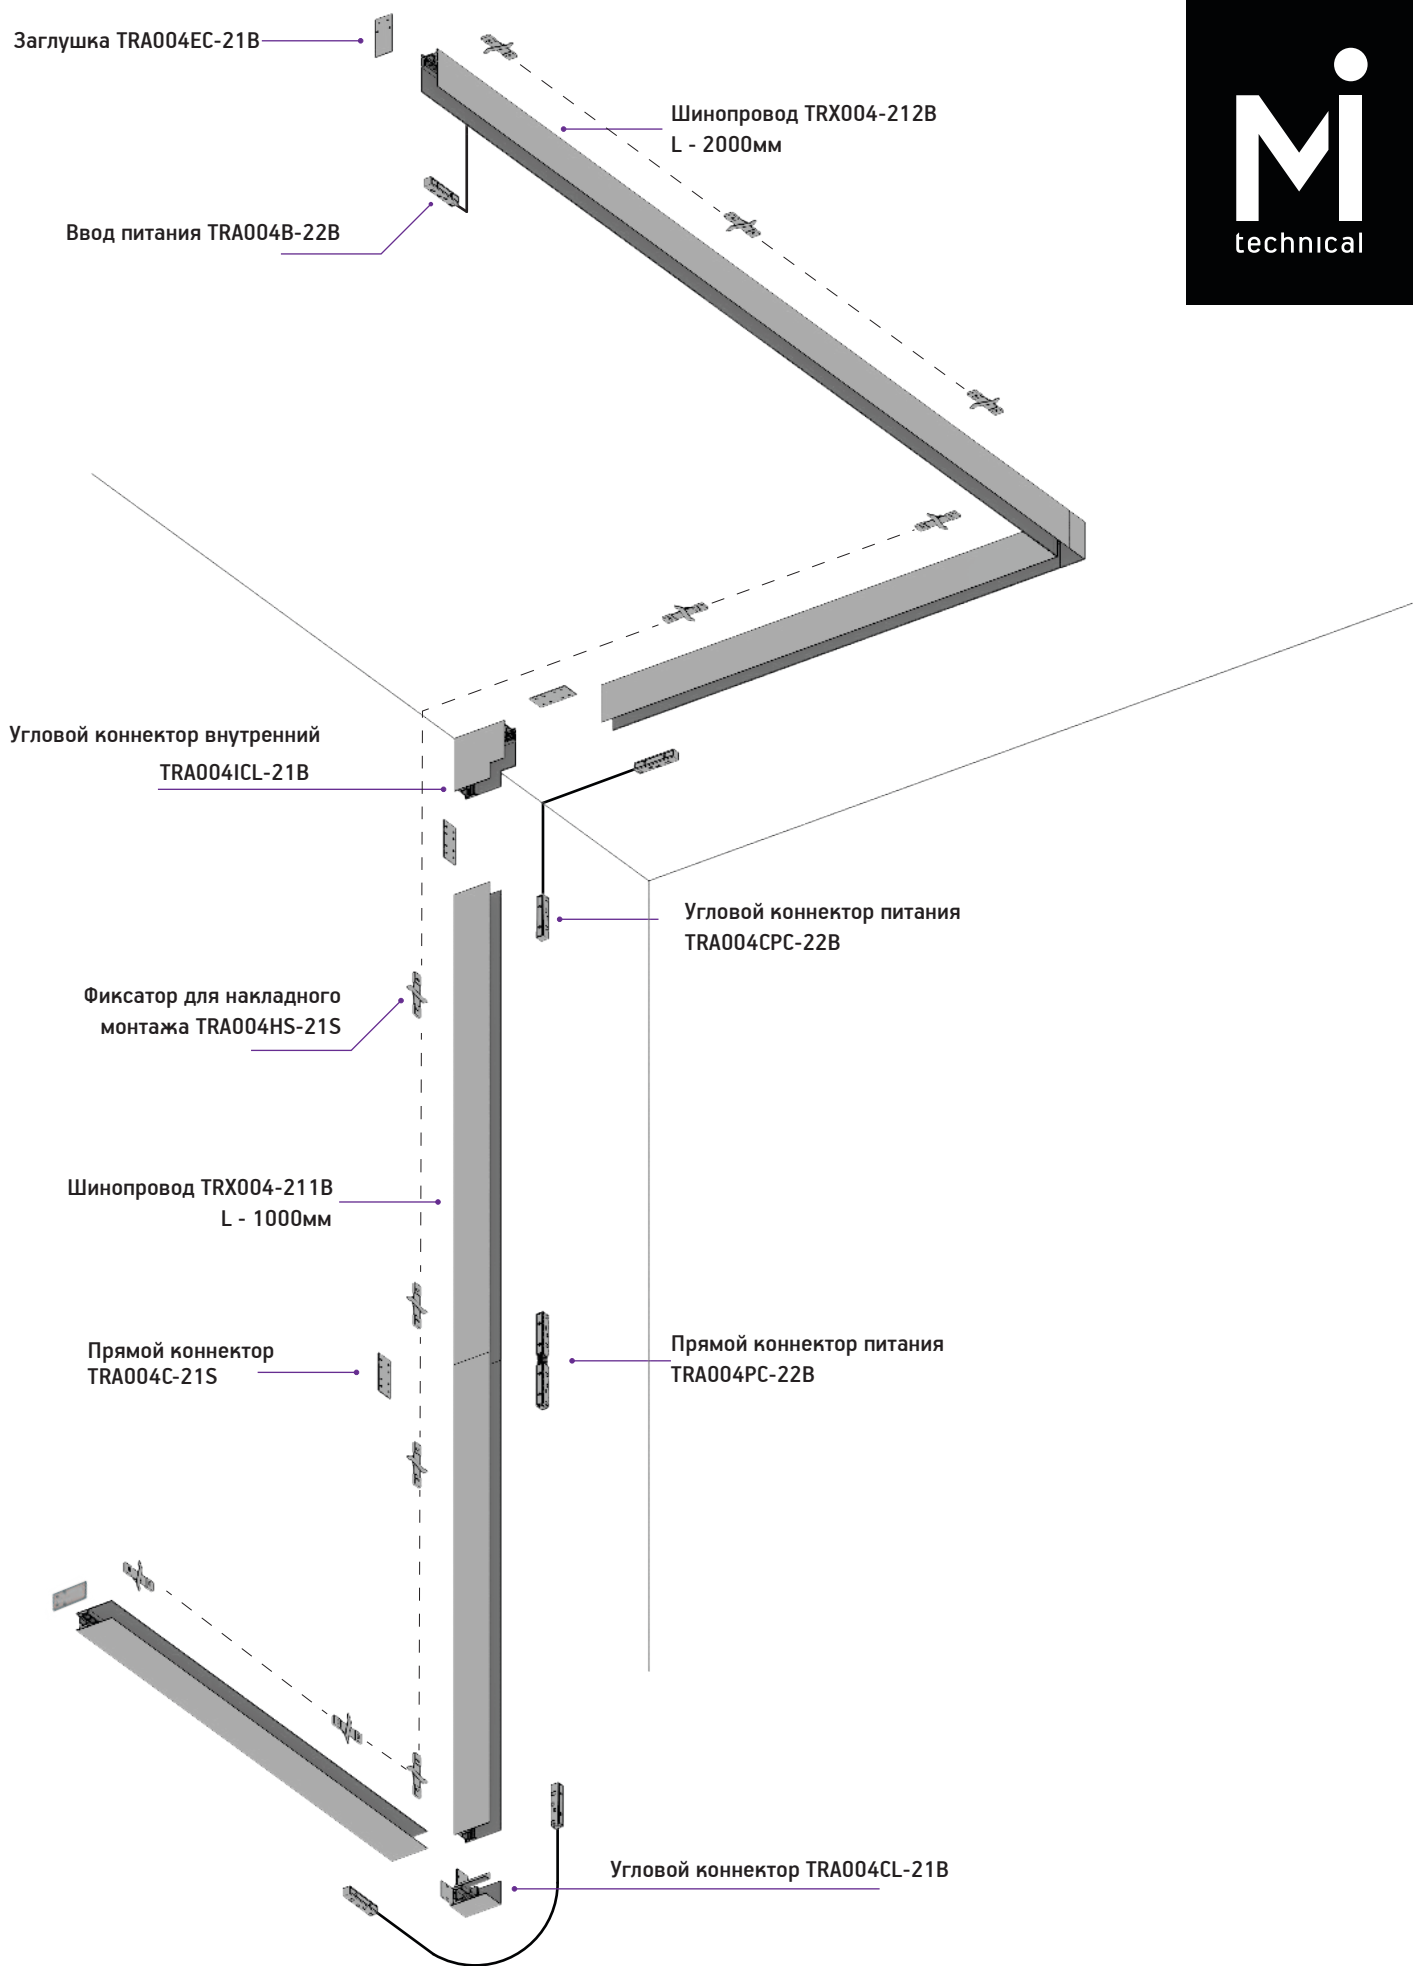 Заглушка TRA004EC-21B
Шинопровод TRX004-212B
L - 2000мм
Mi
technical
Ввод питания TRA004B-22B
Угловой коннектор внутренний
TRA004ICL-21B
Угловой коннектор питания
TRA004CPC-22B
Фиксатор для накладного
монтажа TRA004HS-21S
Шинопровод TRX004-211B
L - 1000мм
Прямой коннектор
TRA004C-21S
Прямой коннектор питания
TRA004PC-22B
Угловой коннектор TRA004CL-21B